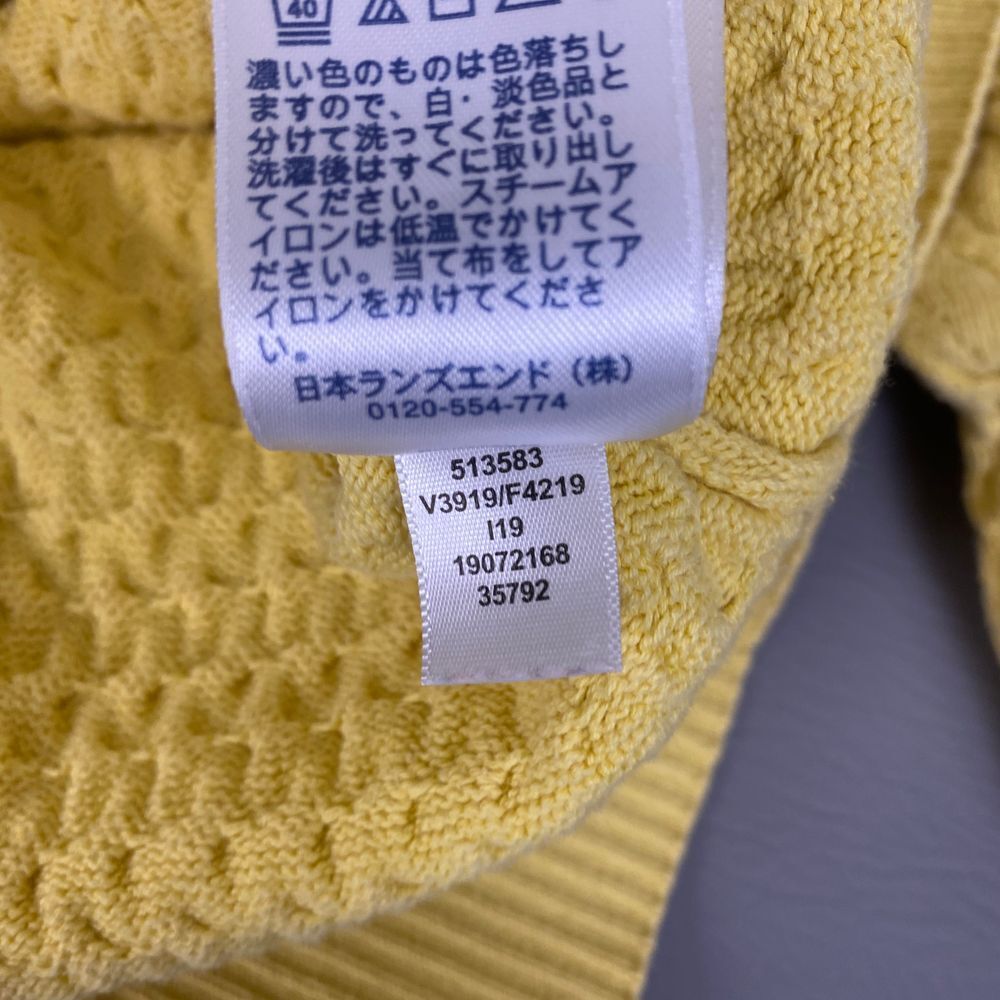 40
濃い色のものは色落ちし
ますので、白・淡色品と
分けて洗ってください。
洗濯後はすぐに取り出し
てください。スチームア
イロンは低温でかけてく
ださい。当て布をしてア
イロンをかけてくださ
い。
日本ランズエンド（株）
0120-554-774
513583
V3919/F4219
I19
19072168
35792